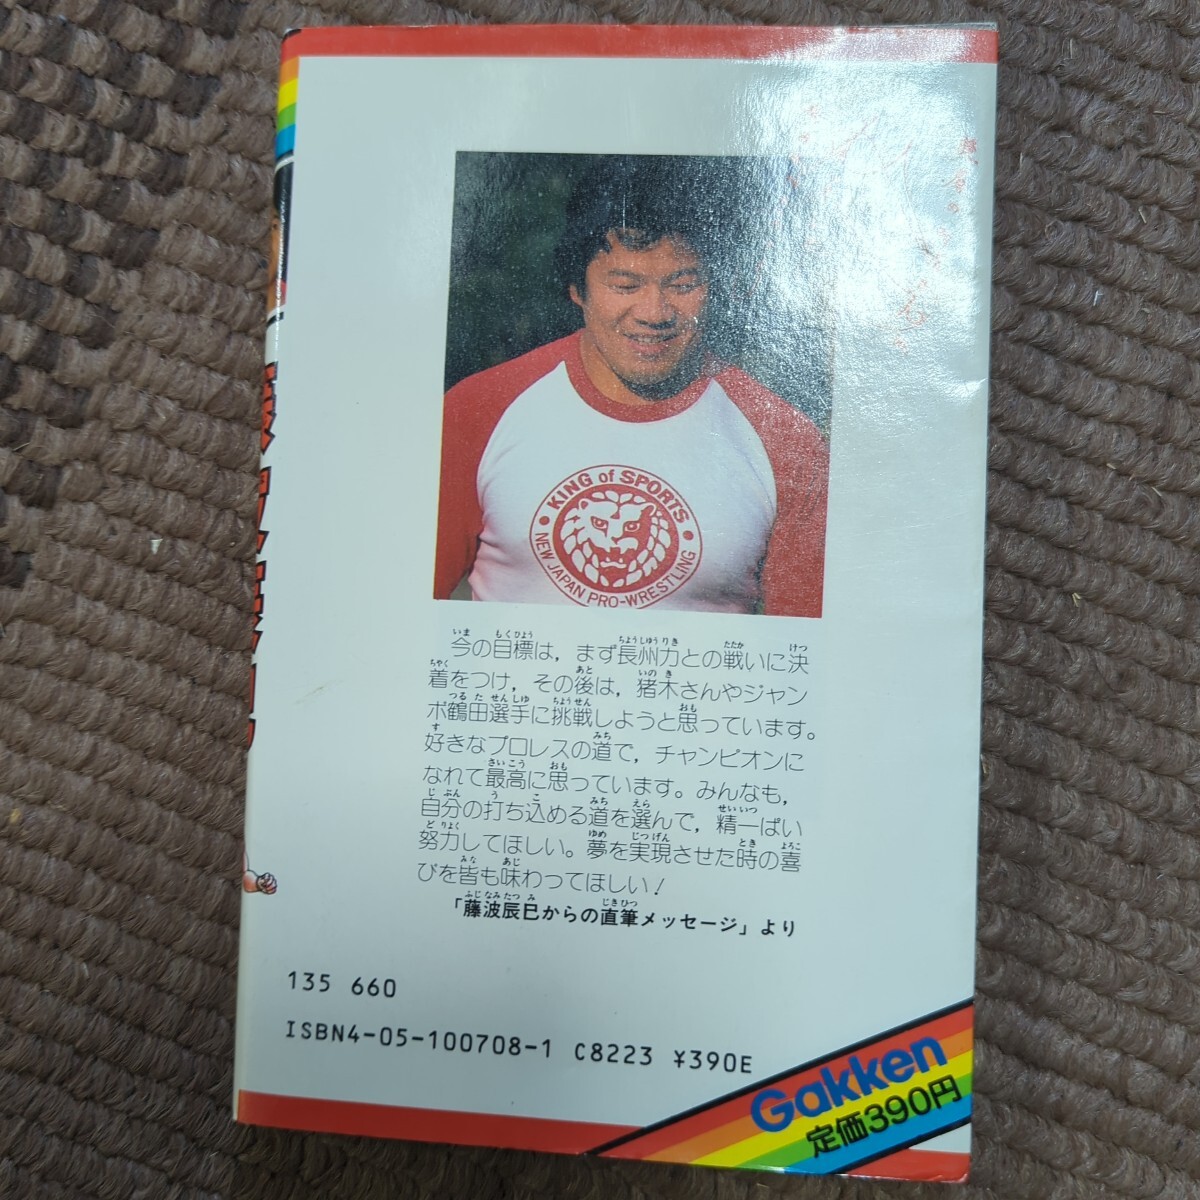 KING of SPORTS
NEW JAPAN PRO-WRESTLING
今の目標は，まず長州力との戦いに決
着をつけ，その後は，猪木さんやジャン
ボ鶴田選手に挑戦しようと思っています。
好きなプロレスの道で，チャンピオンに
なれて最高に思っています。みんなも，
自分の打ち込める道を選んで，精一ぱい
努力してほしい。夢を実現させた時の喜
びを皆も味わってほしい！
「藤波辰巳からの直筆メッセージ」より
135 660
ISBN4-05-100708-1 C8223 ¥390E
Gakken
定価390円